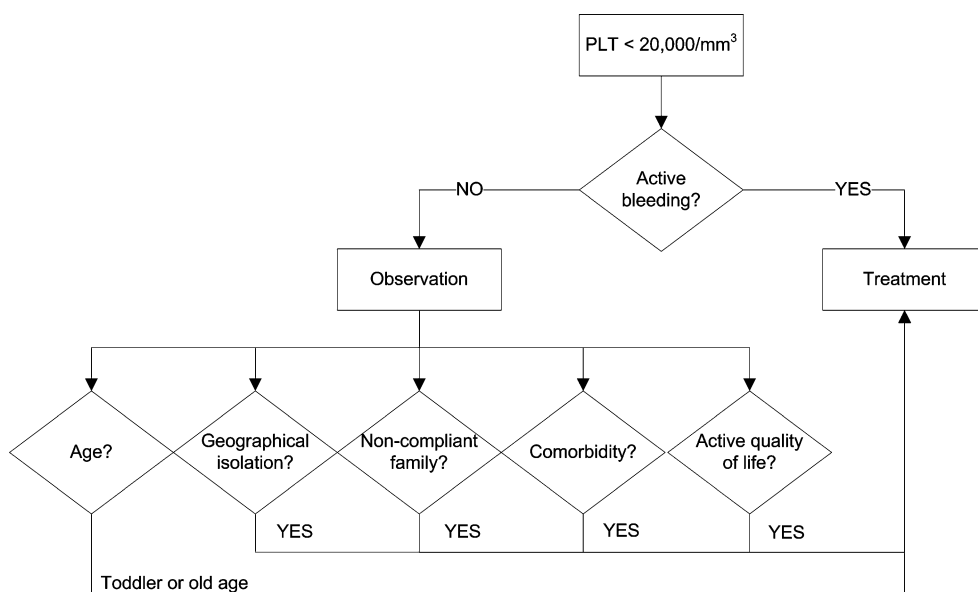 PLT < 20,000/mm³
Active
bleeding?
NO
YES
Observation
Treatment
Age?
Geographical
isolation?
Non-compliant
family?
Comorbidity?
Active quality
of life?
YES
YES
YES
YES
Toddler or old age